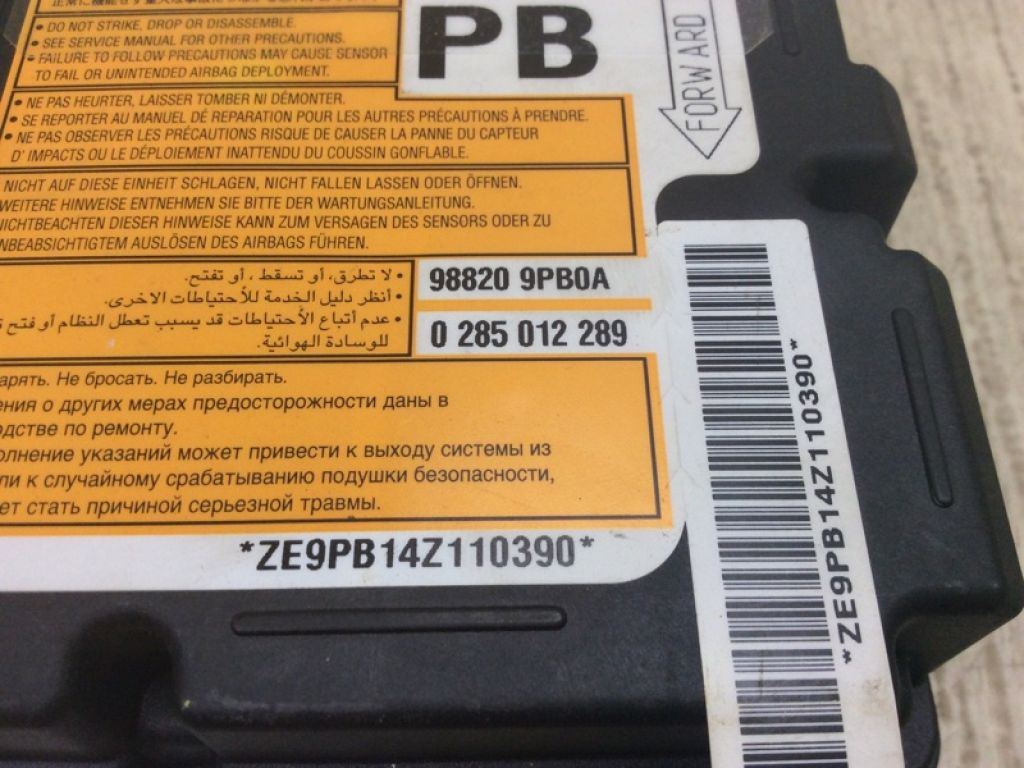 • DO NOT STRIKE, DROP OR DISASSEMBLE.
• SEE SERVICE MANUAL FOR OTHER PRECAUTIONS.
• FAILURE TO FOLLOW PRECAUTIONS MAY CAUSE SENSOR
TO FAIL OR UNINTENDED AIRBAG DEPLOYMENT.
PB
FORWARD
• NE PAS HEURTER, LAISSER TOMBER NI DÉMONTER.
• SE REPORTER AU MANUEL DÉ REPARATION POUR LES AUTRES PRÉCAUTIONS À PRENDRE.
• NE PAS OBSERVER LES PRÉCAUTIONS RISQUE DE CAUSER LA PANNE DU CAPTEUR
D' IMPACTS OU LE DÉPLOIEMENT INATTENDU DU COUSSIN GONFLABLE.
NICHT AUF DIESE EINHEIT SCHLAGEN, NICHT FALLEN LASSEN ODER ÖFFNEN.
WEITERE HINWEISE ENTNEHMEN SIE BITTE DER WARTUNGSANLEITUNG.
NICHTBEACHTEN DIESER HINWEISE KANN ZUM VERSAGEN DES SENSORS ODER ZU
NBEABSICHTIGTEM AUSLÖSEN DES AIRBAGS FÜHREN.
• لا تطرق، أو تسقط ، أو تفتح.
• أنظر دليل الخدمة للأحتياطات الاخرى.
• عدم أتباع الأحتياطات قد يسبب تعطل النظام أو فتح
للوسادة الهوائية.
98820 9PB0A
0 285 012 289
арять. Не бросать. Не разбирать.
ения о других мерах предосторожности даны в
одстве по ремонту.
олнение указаний может привести к выходу системы из
ли к случайному срабатыванию подушки безопасности,
ет стать причиной серьезной травмы.
*ZE9PB14Z110390*
*ZE9PB14Z110390*